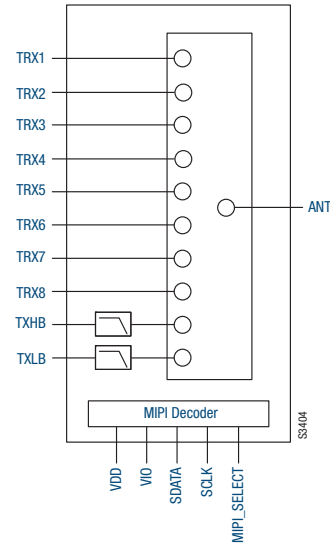 TRX1
TRX2
TRX3
TRX4
TRX5
TRX6
TRX7
TRX8
TXHB
TXLB
ANT
MIPI Decoder
VDD
VIO
SDATA
SCLK
MIPI_SELECT
S3404